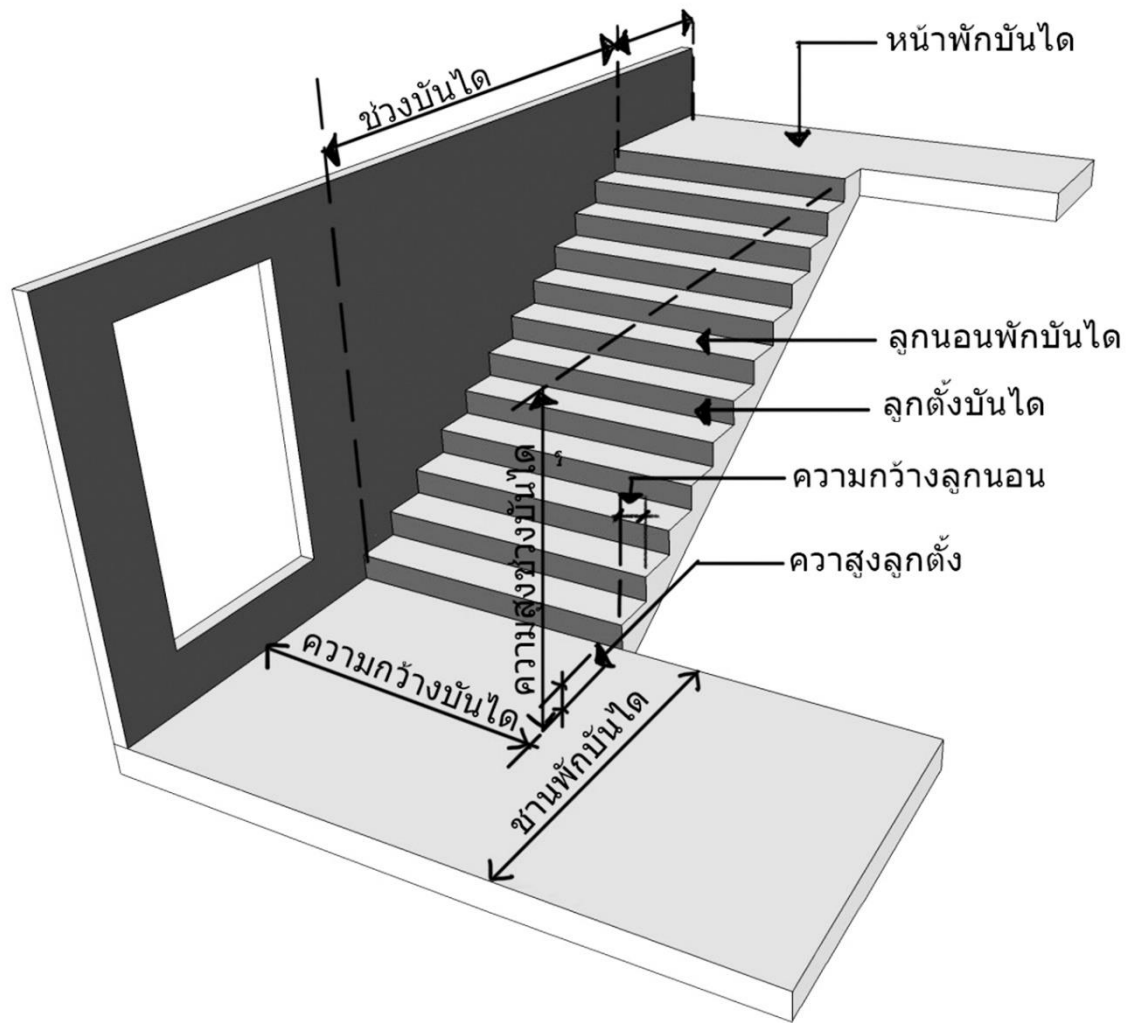 หน้าพักบันได
ช่วงบันได
ลูกนอนพักบันได
ลูกตั้งบันได
ความกว้างลูกนอน
ความสูงช่วงบันได
ควาสูงลูกตั้ง
ความกว้างบันได
ชานพักบันได